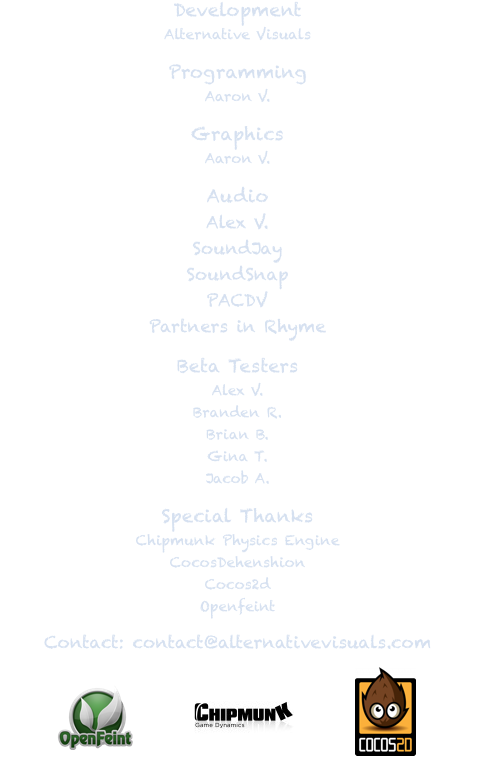 Development
Alternative Visuals
Programming
Aaron V.
Graphics
Aaron V.
Audio
Alex V.
SoundJay
SoundSnap
PACDV
Partners in Rhyme
Beta Testers
Alex V.
Branden R.
Brian B.
Gina T.
Jacob A.
Special Thanks
Chipmunk Physics Engine
CocosDehenshion
Cocos2d
Openfeint
Contact: contact@alternativevisuals.com
OpenFeint
CHIPMUNK
Game Dynamics
COCOS2D